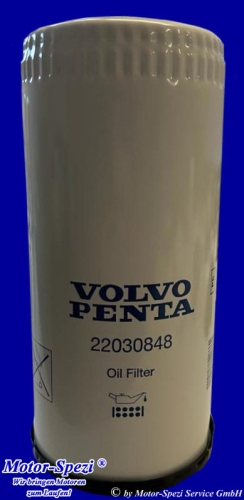 VOLVO
PENTA
22030848
Oil Filter
Motor-Spezi ®
Wir bringen Motoren
zum Laufen!
© by Motor-Spezi Service GmbH